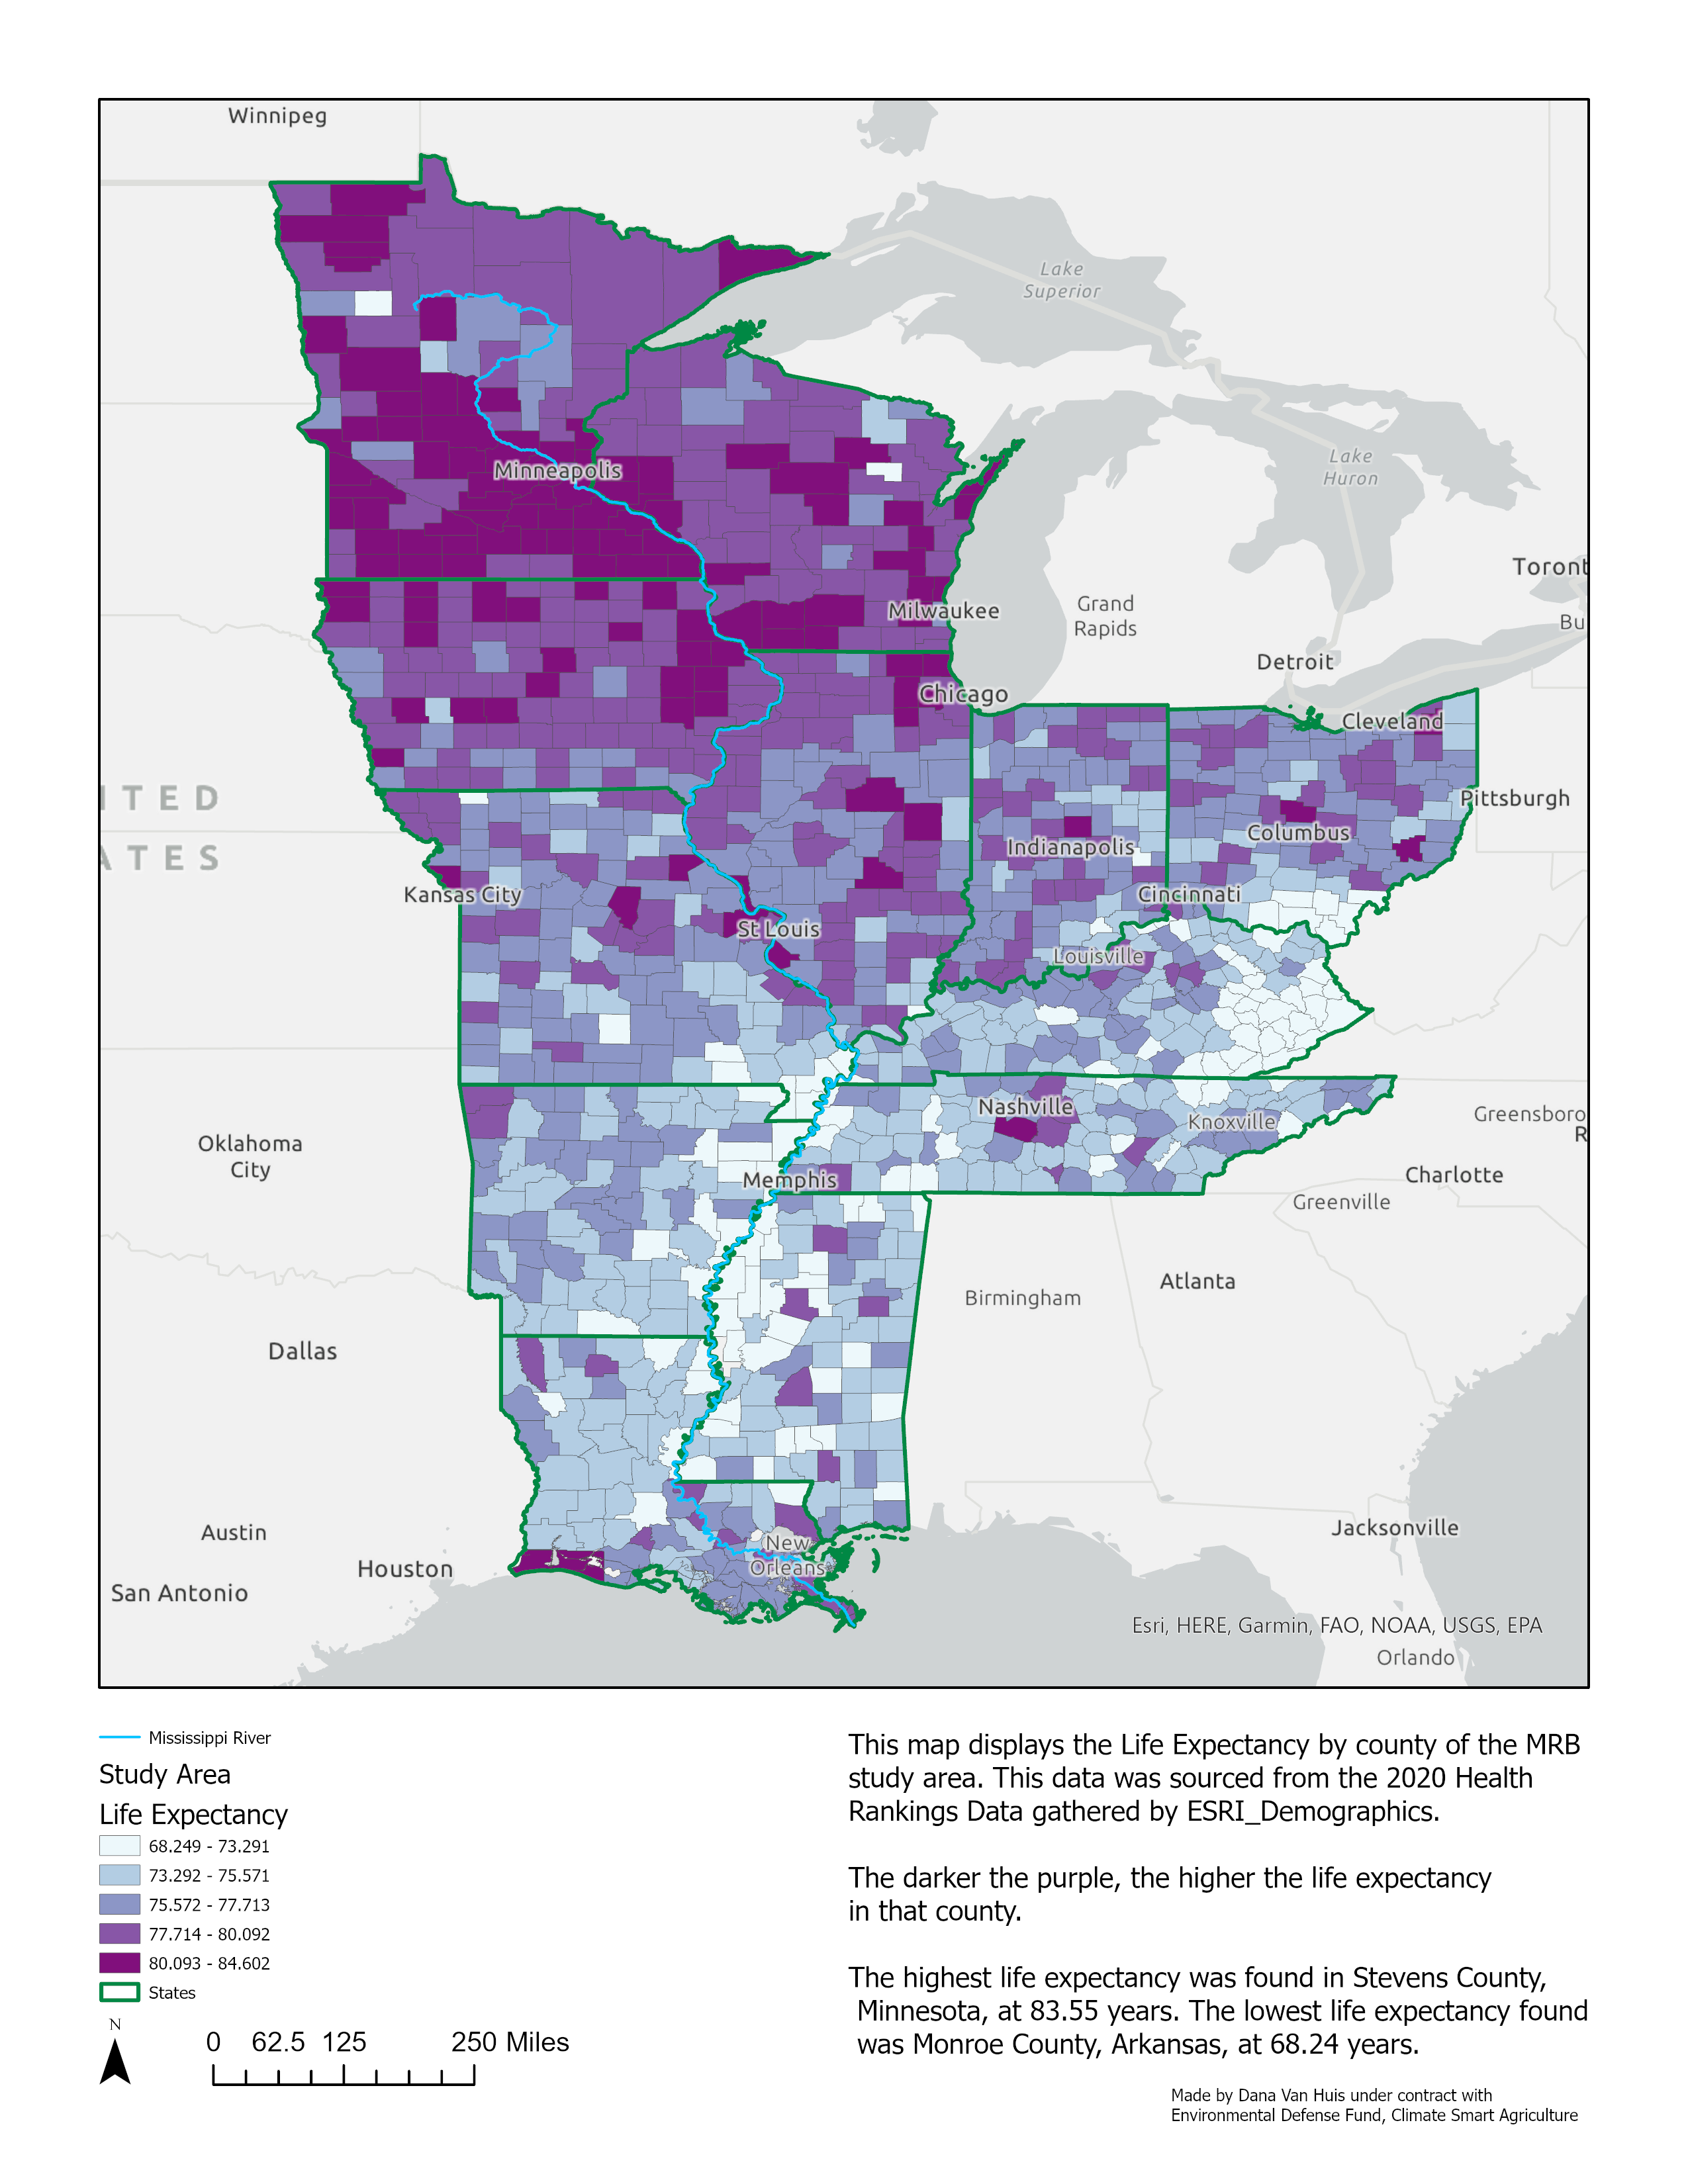 Winnipeg
Lake
Superior
Lake
Huron
Minneapolis
Toront
Bu
Grand
Rapids
Milwaukee
Detroit
Chicago
Cleveland
ITED
ATES
Pittsburgh
Columbus
Indianapolis
Kansas City
Cincinnati
St Louis
Louisville
Nashville
Knoxville
Greensboro
R
Oklahoma
City
Memphis
Charlotte
Greenville
Atlanta
Birmingham
Dallas
Austin
Jacksonville
New
Orleans
Houston
San Antonio
Esri, HERE, Garmin, FAO, NOAA, USGS, EPA
Orlando
Mississippi River
Study Area
Life Expectancy
68.249 - 73.291
73.292 - 75.571
75.572 - 77.713
77.714 - 80.092
80.093 - 84.602
States
N
0 62.5 125 250 Miles
This map displays the Life Expectancy by county of the MRB
study area. This data was sourced from the 2020 Health
Rankings Data gathered by ESRI_Demographics.
The darker the purple, the higher the life expectancy
in that county.
The highest life expectancy was found in Stevens County,
Minnesota, at 83.55 years. The lowest life expectancy found
was Monroe County, Arkansas, at 68.24 years.
Made by Dana Van Huis under contract with
Environmental Defense Fund, Climate Smart Agriculture